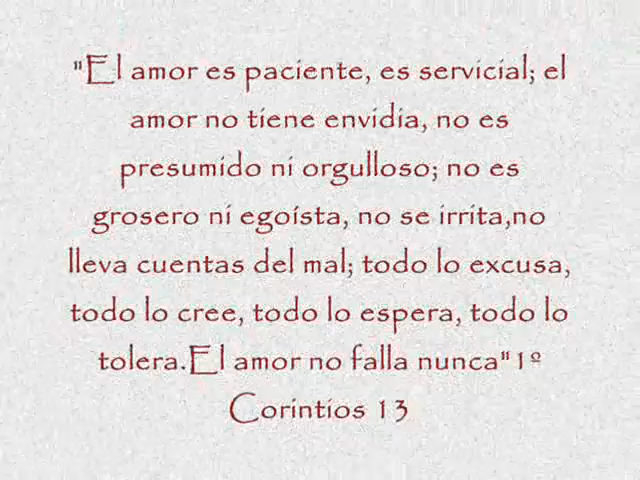 "El amor es paciente, es servicial; el
amor no tiene envidia, no es
presumido ni orgulloso; no es
grosero ni egoísta, no se irrita,no
lleva cuentas del mal; todo lo excusa,
todo lo cree, todo lo espera, todo lo
tolera.El amor no falla nunca"1º
Corintios 13